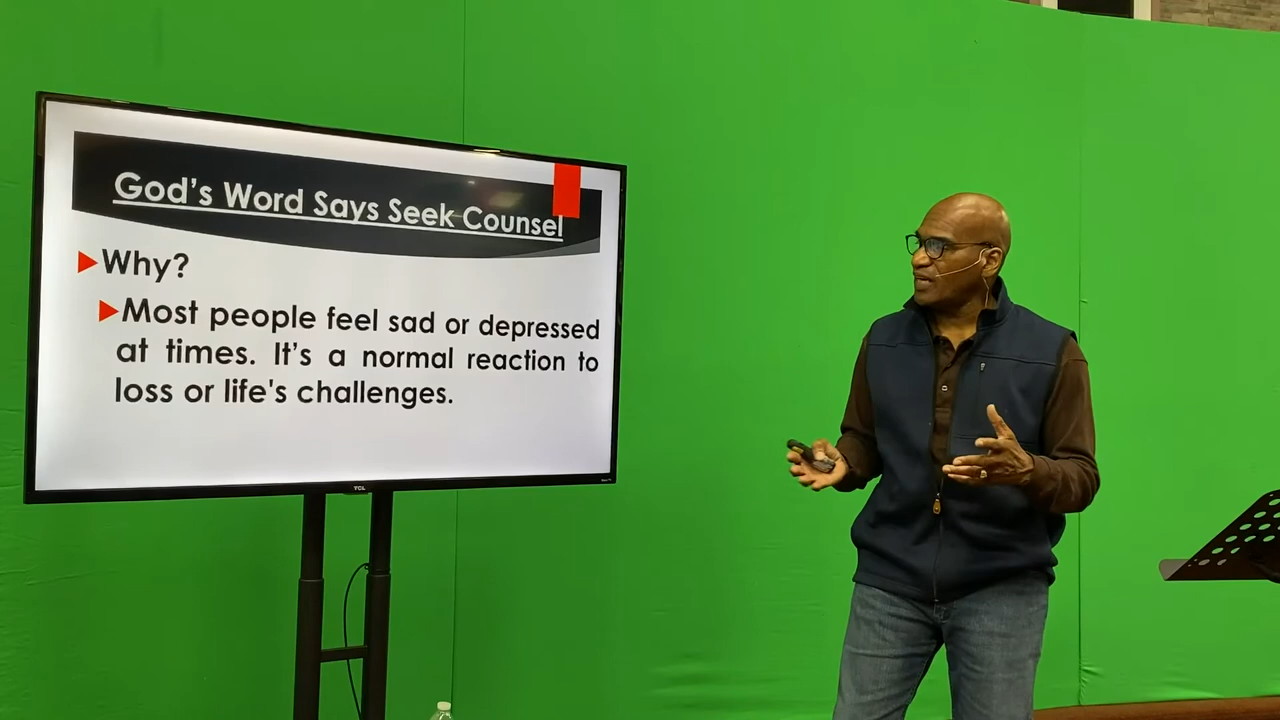 God's Word Says Seek Counsel
Why?
Most people feel sad or depressed
at times. It's a normal reaction to
loss or life's challenges.
TCL